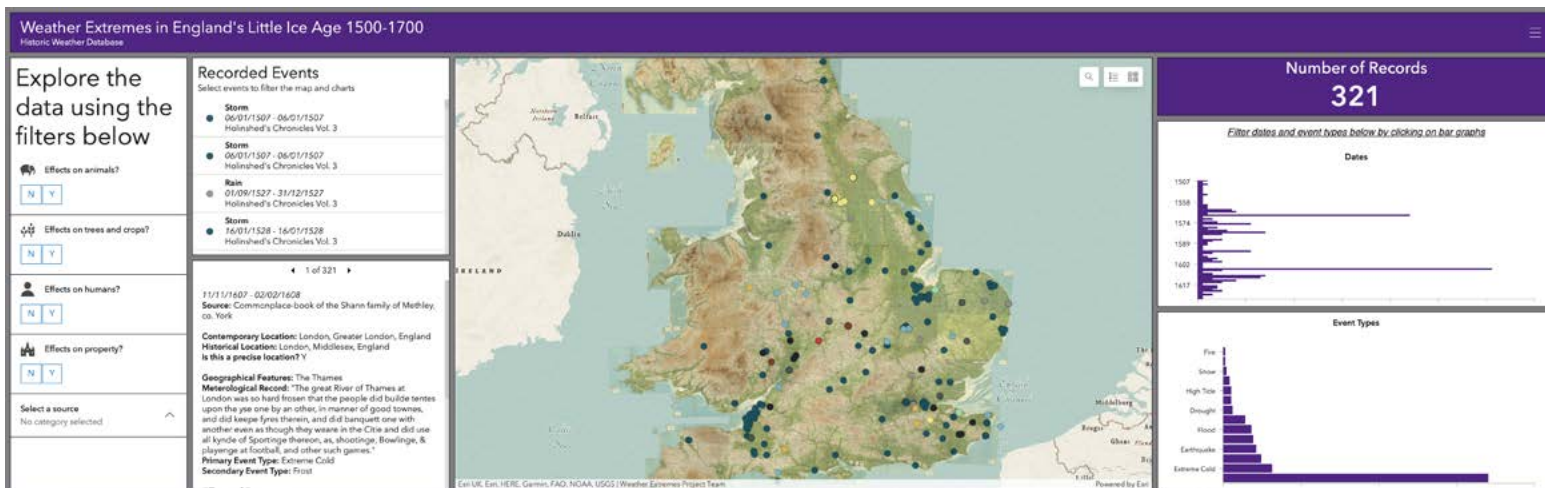 Weather Extremes in England's Little Ice Age 1500-1700
Historic Weather Database
Explore the
data using the
filters below
Effects on animals?
N Y
Effects on trees and crops?
N Y
Effects on humans?
N Y
Effects on property?
N Y
Select a source
No category selected
Recorded Events
Select events to filter the map and charts
Storm
06/01/1507 - 06/01/1507
Holinshed's Chronicles Vol. 3
Storm
06/01/1507 - 06/01/1507
Holinshed's Chronicles Vol. 3
Rain
01/09/1527 - 31/12/1527
Holinshed's Chronicles Vol. 3
Storm
16/01/1528 - 16/01/1528
Holinshed's Chronicles Vol. 3
1 of 321
11/11/1607 - 02/02/1608
Source: Commonplace-book of the Shann family of Methley,
co. York
Contemporary Location: London, Greater London, England
Historical Location: London, Middlesex, England
Is this a precise location? Y
Geographical Features: The Thames
Meterological Record: "The great River of Thames at
London was so hard frosen that the people did builde tentes
upon the yse one by an other, in manner of good townes,
and did keepe fyres therein, and did banquett one with
another even as though they weare in the Citie and did use
all kynde of Sportinge thereon, as, shootinge, Bowlinge, &
playenge at football, and other such games."
Primary Event Type: Extreme Cold
Secondary Event Type: Frost
Northern
Ireland
Belfast
Dublin
IRELAND
Middelburg
Bruges
Ghent
Esri UK, Esri, HERE, Garmin, FAO, NOAA, USGS | Weather Extremes Project Team
Powered by Esri
Number of Records
321
Filter dates and event types below by clicking on bar graphs
Dates
1507
1558
1574
1589
1602
1617
Event Types
Fire
Snow
High Tide
Drought
Flood
Earthquake
Extreme Cold